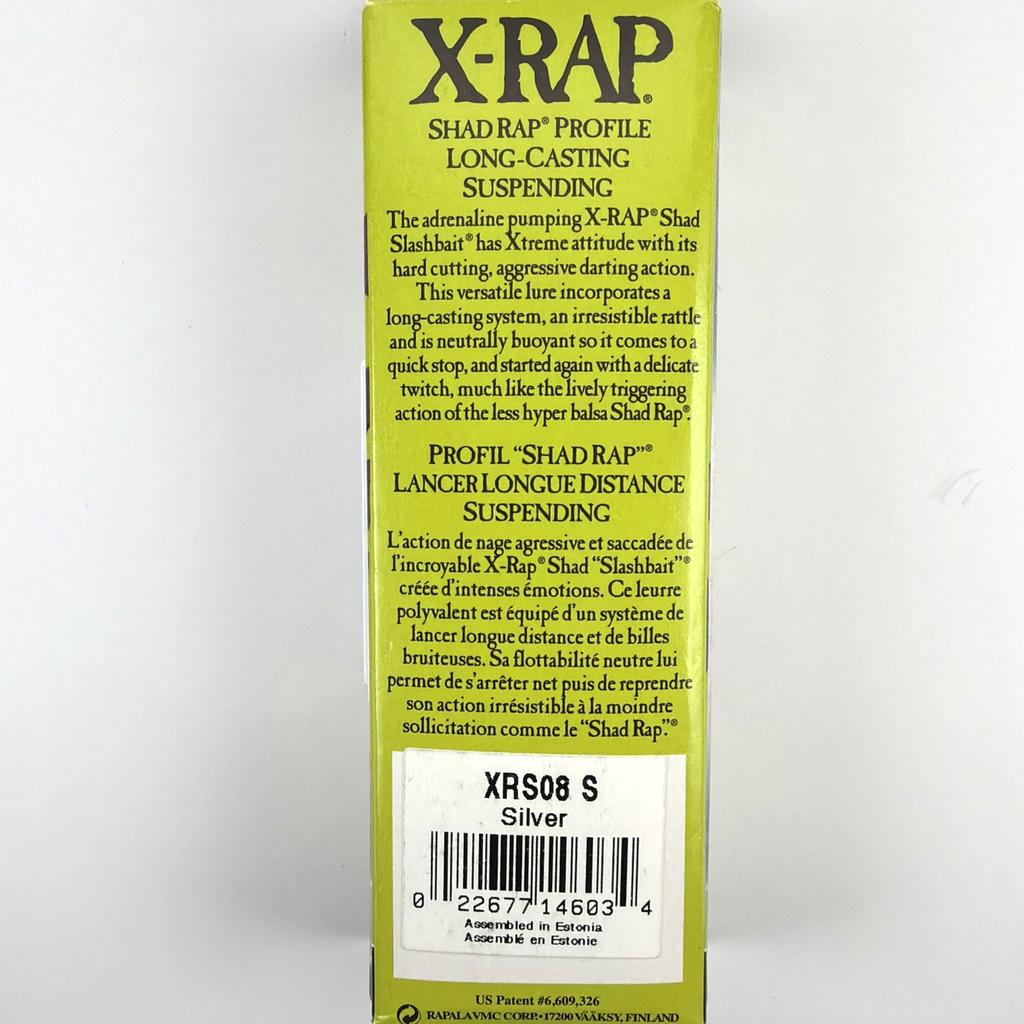 X-RAP®
SHAD RAP® PROFILE
LONG-CASTING
SUSPENDING
The adrenaline pumping X-RAP® Shad
Slashbait® has Xtreme attitude with its
hard cutting, aggressive darting action.
This versatile lure incorporates a
long-casting system, an irresistible rattle
and is neutrally buoyant so it comes to a
quick stop, and started again with a delicate
twitch, much like the lively triggering
action of the less hyper balsa Shad Rap®.
PROFIL “SHAD RAP”®
LANCER LONGUE DISTANCE
SUSPENDING
L'action de nage agressive et saccadée de
l'incroyable X-Rap® Shad “Slashbait”®
créée d'intenses émotions. Ce leurre
polyvalent est équipé d'un système de
lancer longue distance et de billes
bruiteuses. Sa flottabilité neutre lui
permet de s'arrêter net puis de reprendre
son action irrésistible à la moindre
sollicitation comme le “Shad Rap”.®
XRS08 S
Silver
0 22677 14603 4
Assembled in Estonia
Assemblé en Estonie
US Patent #6,609,326
RAPALA VMC CORP. • 17200 VÄÄKSY, FINLAND